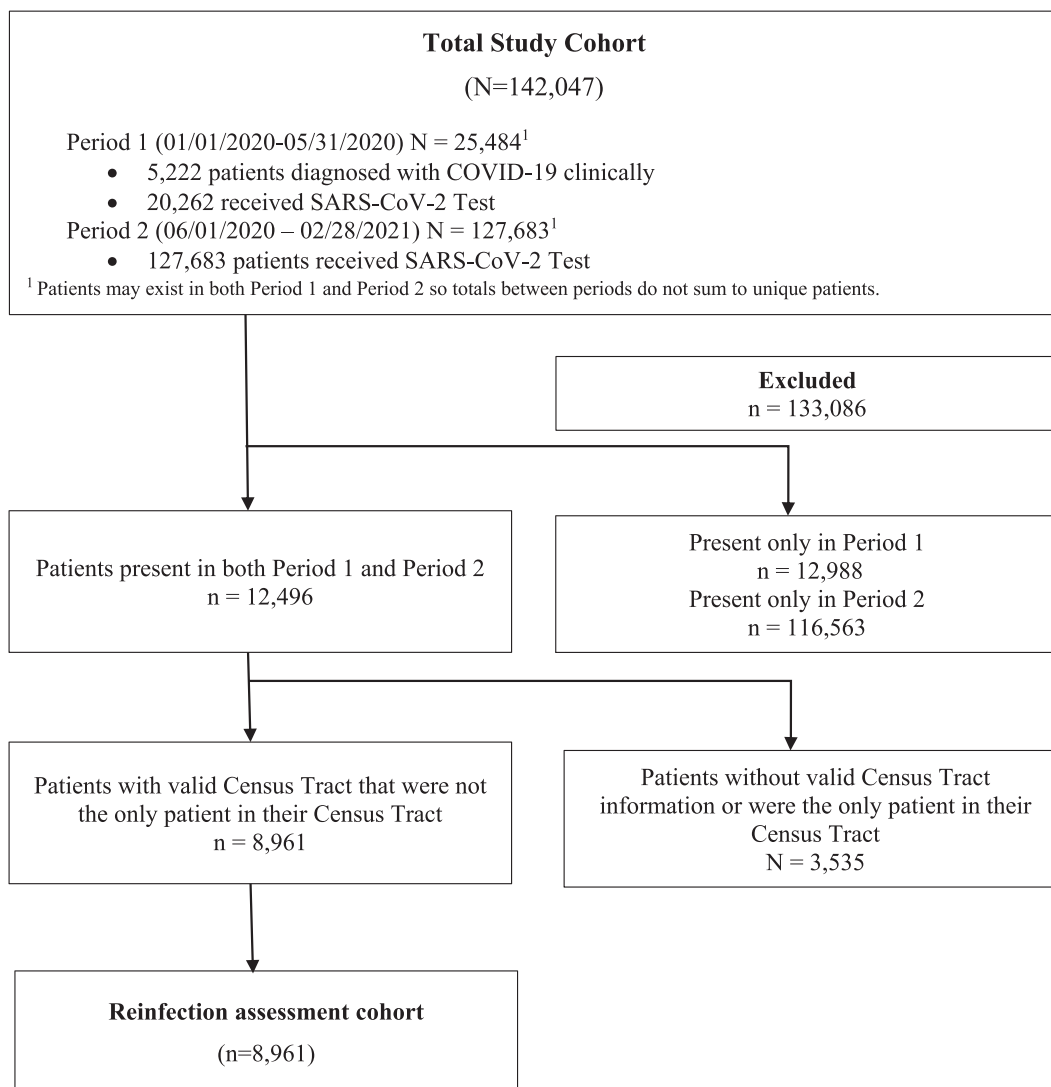 Total Study Cohort
(N=142,047)
Period 1 (01/01/2020-05/31/2020) N = 25,484¹
• 5,222 patients diagnosed with COVID-19 clinically
• 20,262 received SARS-CoV-2 Test
Period 2 (06/01/2020 – 02/28/2021) N = 127,683¹
• 127,683 patients received SARS-CoV-2 Test
¹ Patients may exist in both Period 1 and Period 2 so totals between periods do not sum to unique patients.
Excluded
n = 133,086
Patients present in both Period 1 and Period 2
n = 12,496
Present only in Period 1
n = 12,988
Present only in Period 2
n = 116,563
Patients with valid Census Tract that were not
the only patient in their Census Tract
n = 8,961
Patients without valid Census Tract
information or were the only patient in their
Census Tract
N = 3,535
Reinfection assessment cohort
(n=8,961)